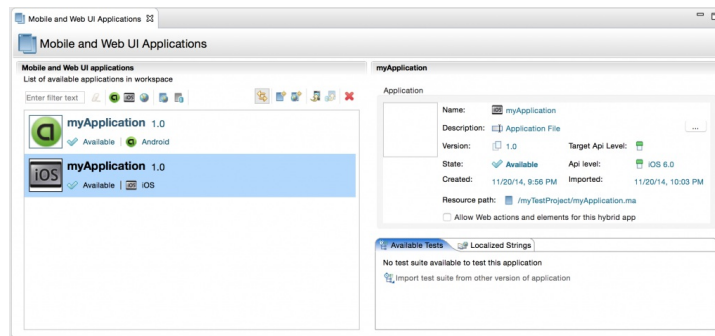 Mobile and Web UI Applications
Mobile and Web UI Applications
Mobile and Web UI applications
List of available applications in workspace
Enter filter text
iOS
myApplication 1.0
Available | Android
iOS
myApplication 1.0
Available | iOS iOS
myApplication
Application
Name: iOS myApplication
Description: Application File
...
Version: 1.0 Target Api Level:
State: Available Api level: iOS 6.0
Created: 11/20/14, 9:56 PM Imported: 11/20/14, 10:03 PM
Resource path: /myTestProject/myApplication.ma
Allow Web actions and elements for this hybrid app
Available Tests Localized Strings
No test suite available to test this application
Import test suite from other version of application